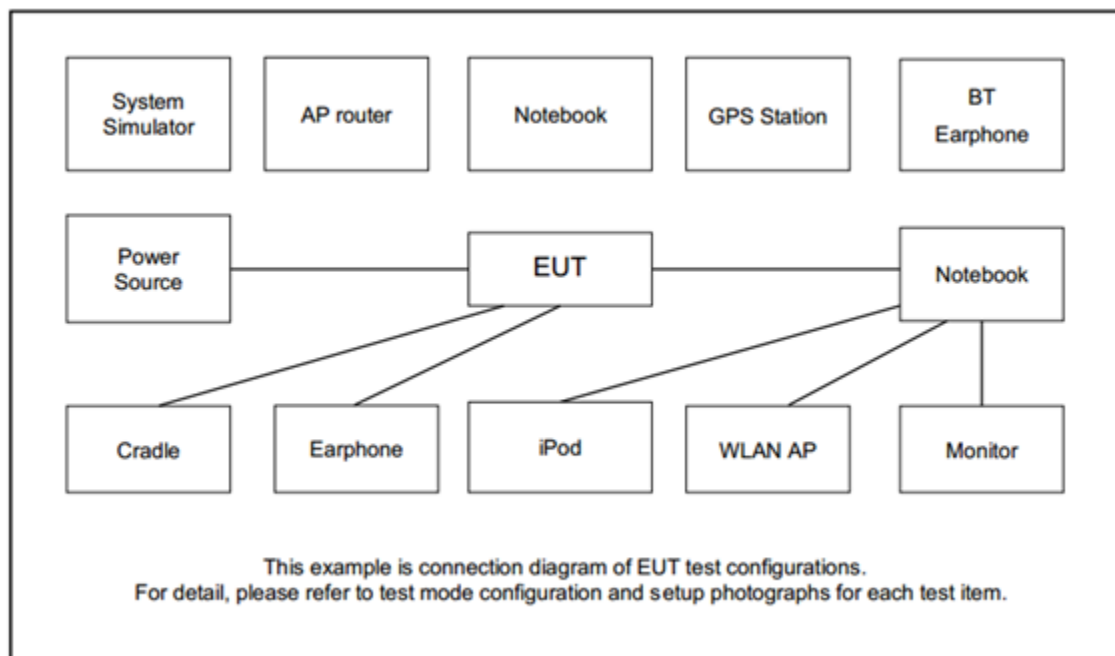 System
Simulator
AP router
Notebook
GPS Station
BT
Earphone
Power
Source
EUT
Notebook
Cradle
Earphone
iPod
WLAN AP
Monitor
This example is connection diagram of EUT test configurations.
For detail, please refer to test mode configuration and setup photographs for each test item.